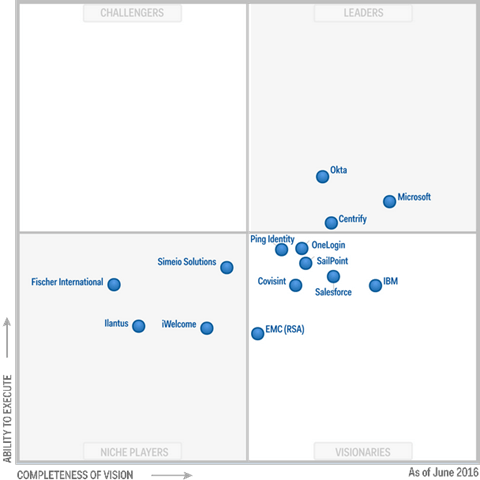 CHALLENGERS
LEADERS
Okta
Microsoft
Centrify
Ping Identity
OneLogin
SailPoint
Simeio Solutions
Fischer International
Covisint
IBM
Salesforce
Ilantus
iWelcome
EMC (RSA)
ABILITY TO EXECUTE
NICHE PLAYERS
VISIONARIES
COMPLETENESS OF VISION
As of June 2016